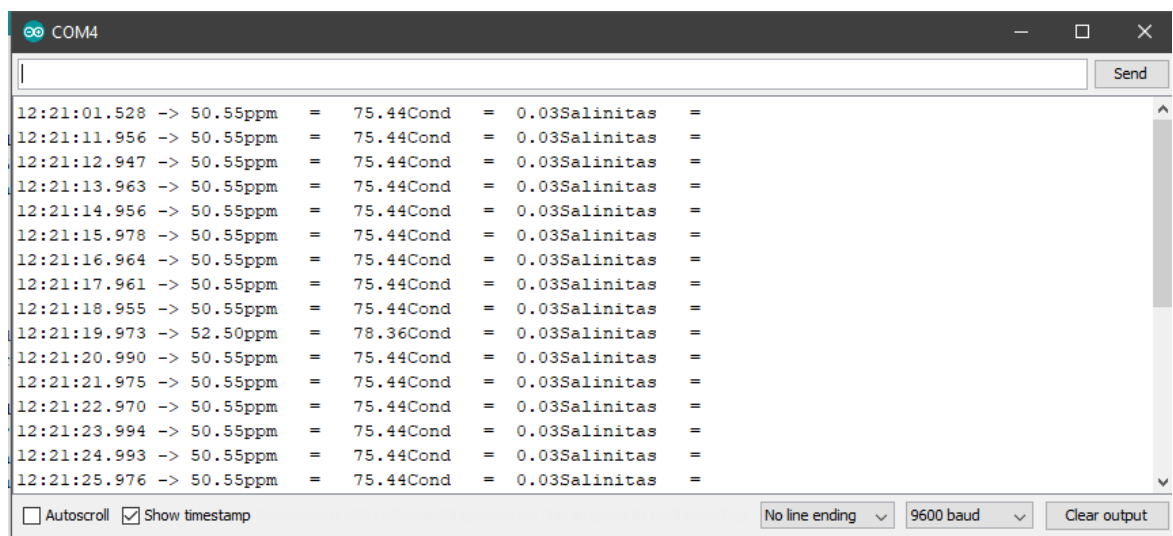 COM4
Send
12:21:01.528 -> 50.55ppm = 75.44Cond = 0.03Salinitas =
12:21:11.956 -> 50.55ppm = 75.44Cond = 0.03Salinitas =
12:21:12.947 -> 50.55ppm = 75.44Cond = 0.03Salinitas =
12:21:13.963 -> 50.55ppm = 75.44Cond = 0.03Salinitas =
12:21:14.956 -> 50.55ppm = 75.44Cond = 0.03Salinitas =
12:21:15.978 -> 50.55ppm = 75.44Cond = 0.03Salinitas =
12:21:16.964 -> 50.55ppm = 75.44Cond = 0.03Salinitas =
12:21:17.961 -> 50.55ppm = 75.44Cond = 0.03Salinitas =
12:21:18.955 -> 50.55ppm = 75.44Cond = 0.03Salinitas =
12:21:19.973 -> 52.50ppm = 78.36Cond = 0.03Salinitas =
12:21:20.990 -> 50.55ppm = 75.44Cond = 0.03Salinitas =
12:21:21.975 -> 50.55ppm = 75.44Cond = 0.03Salinitas =
12:21:22.970 -> 50.55ppm = 75.44Cond = 0.03Salinitas =
12:21:23.994 -> 50.55ppm = 75.44Cond = 0.03Salinitas =
12:21:24.993 -> 50.55ppm = 75.44Cond = 0.03Salinitas =
12:21:25.976 -> 50.55ppm = 75.44Cond = 0.03Salinitas =
Autoscroll Show timestamp No line ending 9600 baud Clear output